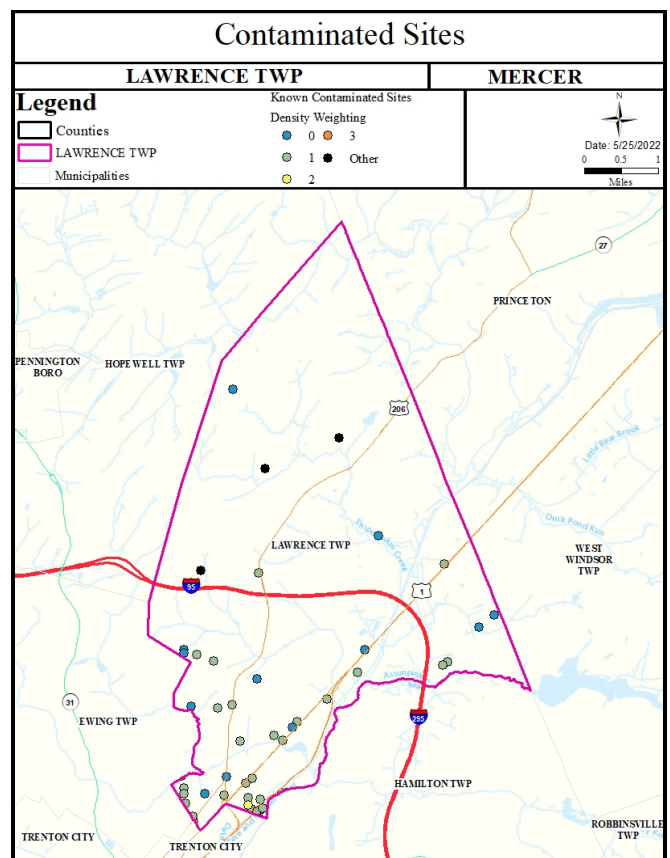 Contaminated Sites
LAWRENCE TWP
MERCER
Legend
Counties
LAWRENCE TWP
Municipalities
Known Contaminated Sites
Density Weighting
0
3
1
Other
2
N
Date: 5/25/2022
0 0.5 1
Miles
27
PRINCETON
PENNINGTON
BORO
HOPEWELL TWP
206
Little Bear Brook
Duck Pond Run
LAWRENCE TWP
WEST
WINDSOR
TWP
95
1
31
EWING TWP
295
HAMILTON TWP
ROBBINSVILLE
TWP
TRENTON CITY
TRENTON CITY